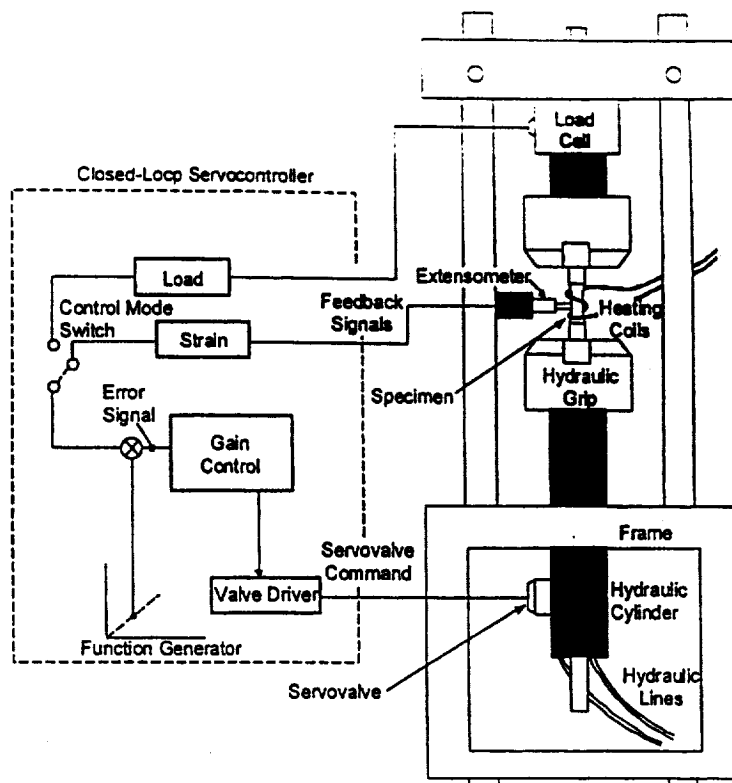 Load
Cell
Closed-Loop Servocontroller
Load
Extensometer
Feedback
Signals
Heating
Coils
Control Mode
Switch
Strain
Specimen
Hydraulic
Grip
Error
Signal
Gain
Control
Frame
Servovalve
Command
Valve Driver
Hydraulic
Cylinder
Function Generator
Servovalve
Hydraulic
Lines